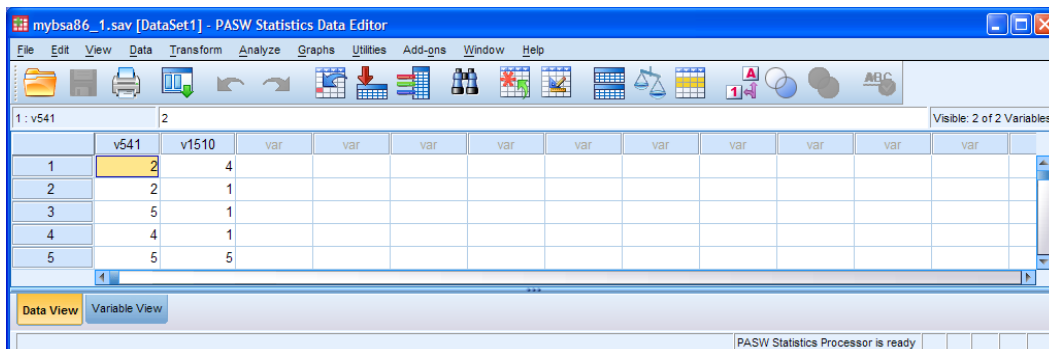 mybsa86_1.sav [DataSet1] - PASW Statistics Data Editor
File Edit View Data Transform Analyze Graphs Utilities Add-ons Window Help
A
1
ABC
1 : v541 2 Visible: 2 of 2 Variables
v541 v1510 var var var var var var var var var var
1 2 4
2 2 1
3 5 1
4 4 1
5 5 5
Data View Variable View
PASW Statistics Processor is ready